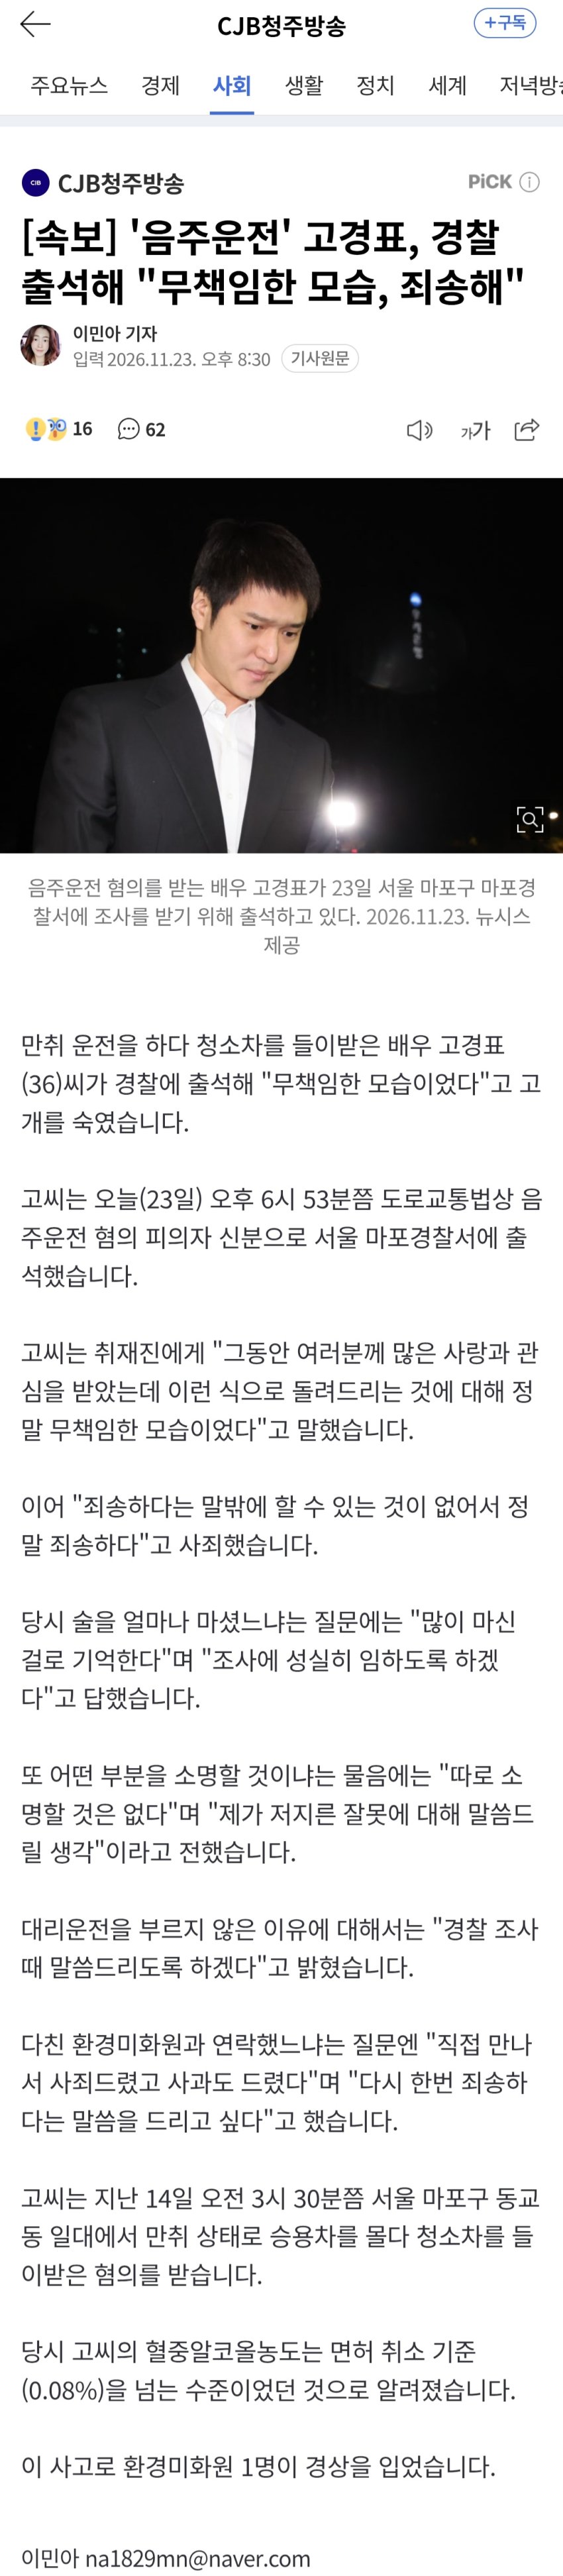 CJB청주방송
+구독
주요뉴스 경제 사회 생활 정치 세계 저녁방송
CJB
CJB청주방송
PiCK
[속보] '음주운전' 고경표, 경찰
출석해 "무책임한 모습, 죄송해"
이민아 기자
입력 2026.11.23. 오후 8:30 기사원문
16 62
가가
음주운전 혐의를 받는 배우 고경표가 23일 서울 마포구 마포경
찰서에 조사를 받기 위해 출석하고 있다. 2026.11.23. 뉴시스
제공
만취 운전을 하다 청소차를 들이받은 배우 고경표
(36)씨가 경찰에 출석해 "무책임한 모습이었다"고 고
개를 숙였습니다.
고씨는 오늘(23일) 오후 6시 53분쯤 도로교통법상 음
주운전 혐의 피의자 신분으로 서울 마포경찰서에 출
석했습니다.
고씨는 취재진에게 "그동안 여러분께 많은 사랑과 관
심을 받았는데 이런 식으로 돌려드리는 것에 대해 정
말 무책임한 모습이었다"고 말했습니다.
이어 "죄송하다는 말밖에 할 수 있는 것이 없어서 정
말 죄송하다"고 사죄했습니다.
당시 술을 얼마나 마셨느냐는 질문에는 "많이 마신
걸로 기억한다"며 "조사에 성실히 임하도록 하겠
다"고 답했습니다.
또 어떤 부분을 소명할 것이냐는 물음에는 "따로 소
명할 것은 없다"며 "제가 저지른 잘못에 대해 말씀드
릴 생각"이라고 전했습니다.
대리운전을 부르지 않은 이유에 대해서는 "경찰 조사
때 말씀드리도록 하겠다"고 밝혔습니다.
다친 환경미화원과 연락했느냐는 질문엔 "직접 만나
서 사죄드렸고 사과도 드렸다"며 "다시 한번 죄송하
다는 말씀을 드리고 싶다"고 했습니다.
고씨는 지난 14일 오전 3시 30분쯤 서울 마포구 동교
동 일대에서 만취 상태로 승용차를 몰다 청소차를 들
이받은 혐의를 받습니다.
당시 고씨의 혈중알코올농도는 면허 취소 기준
(0.08%)을 넘는 수준이었던 것으로 알려졌습니다.
이 사고로 환경미화원 1명이 경상을 입었습니다.
이민아 na1829mn@naver.com